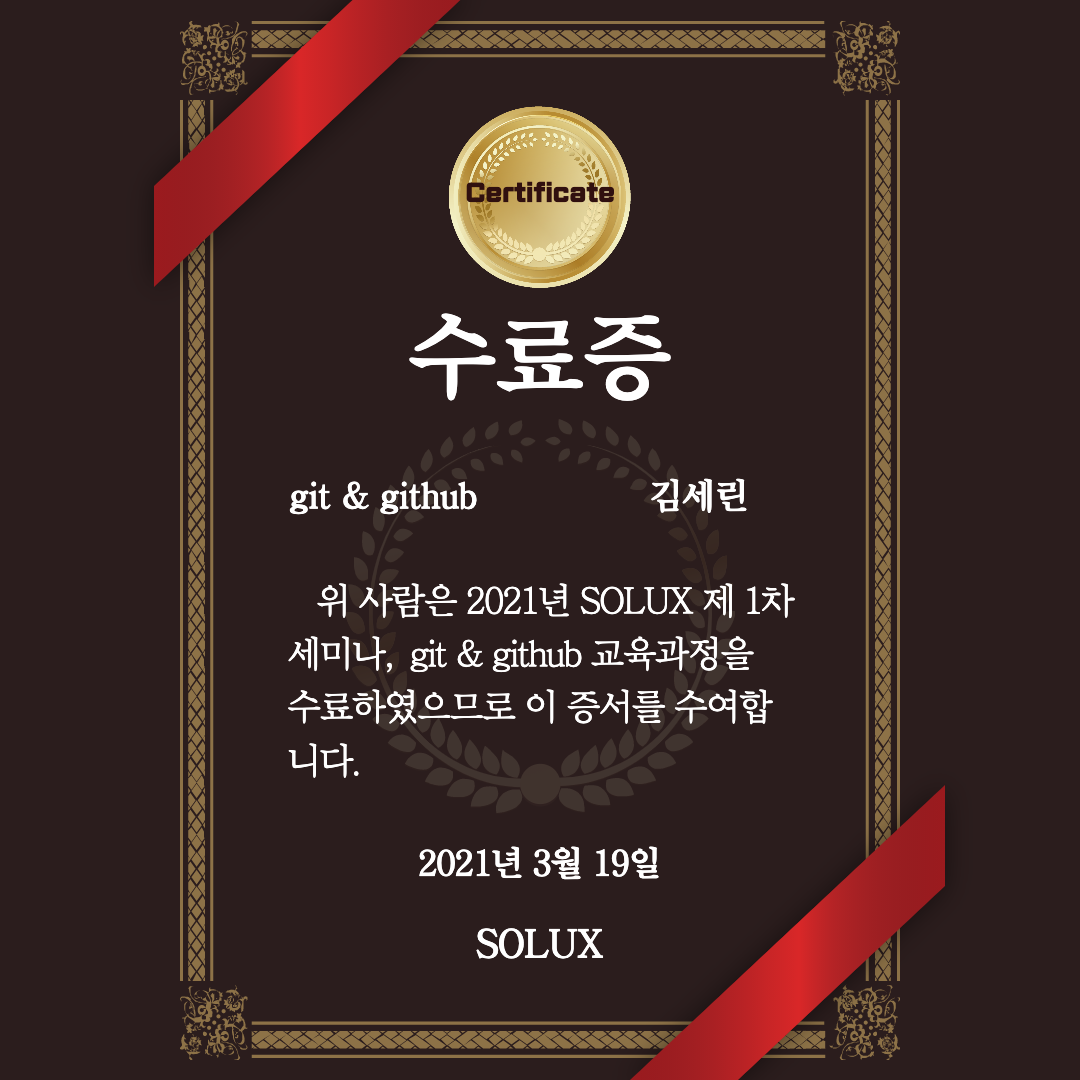 Certificate
수료증
git & github 김세린
위 사람은 2021년 SOLUX 제 1차
세미나, git & github 교육과정을
수료하였으므로 이 증서를 수여합
니다.
2021년 3월 19일
SOLUX